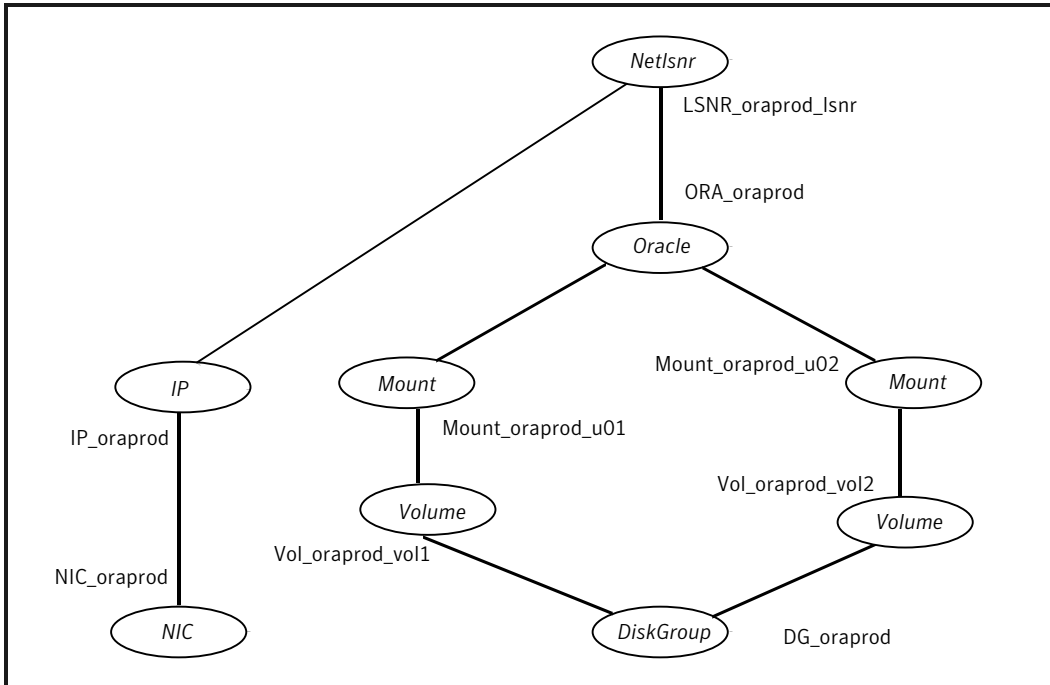 Netlsnr
LSNR_oraprod_lsnr
ORA_oraprod
Oracle
Mount_oraprod_u02
IP
Mount
Mount
IP_oraprod
Mount_oraprod_u01
Vol_oraprod_vol2
Volume
Volume
Vol_oraprod_vol1
NIC_oraprod
NIC
DiskGroup
DG_oraprod